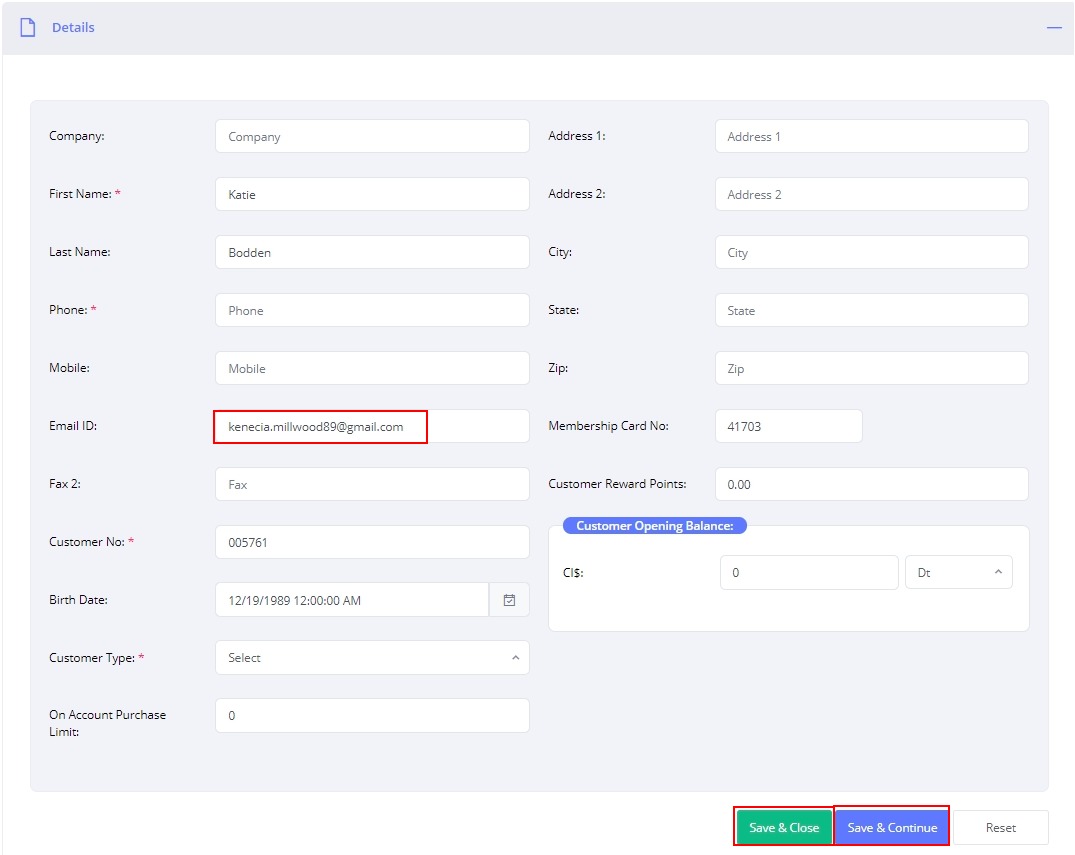 Details
Company:
Company
First Name: *
Katie
Last Name:
Bodden
Phone: *
Phone
Mobile:
Mobile
Email ID:
kenecia.millwood89@gmail.com
Fax 2:
Fax
Customer No: *
005761
Birth Date:
12/19/1989 12:00:00 AM
Customer Type: *
Select
On Account Purchase
Limit:
0
Address 1:
Address 1
Address 2:
Address 2
City:
City
State:
State
Zip:
Zip
Membership Card No:
41703
Customer Reward Points:
0.00
Customer Opening Balance:
CI$:
0
Dt
Save & Close
Save & Continue
Reset